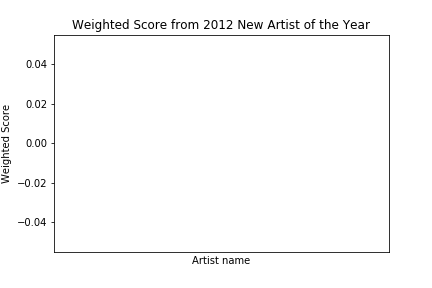 Weighted Score from 2012 New Artist of the Year
0.04
0.02
0.00
−0.02
−0.04
Weighted Score
Artist name